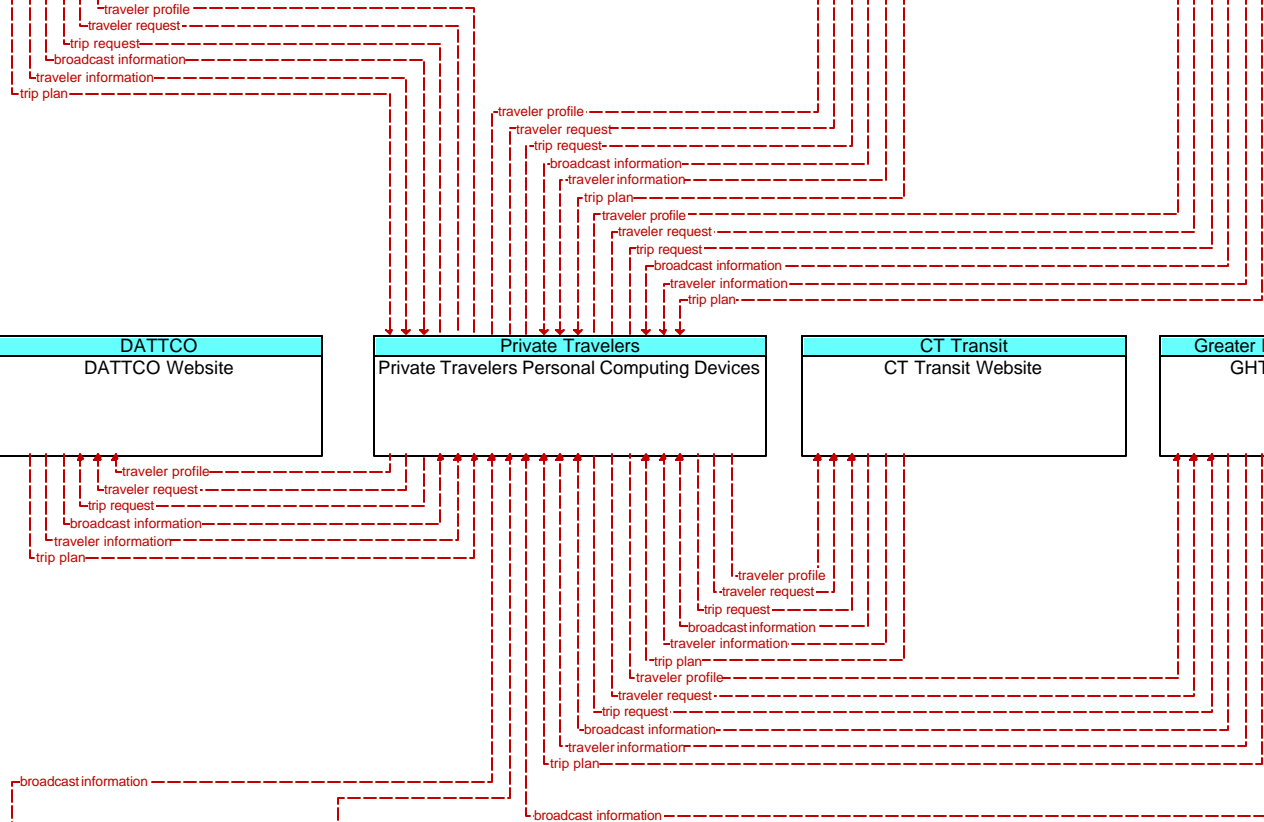 traveler profile
traveler request
trip request
broadcast information
traveler information
trip plan
traveler profile
traveler request
trip request
broadcast information
traveler information
trip plan
traveler profile
traveler request
trip request
broadcast information
traveler information
trip plan
DATTCO
DATTCO Website
Private Travelers
Private Travelers Personal Computing Devices
CT Transit
CT Transit Website
Greater
GHT
traveler profile
traveler request
trip request
broadcast information
traveler information
trip plan
traveler profile
traveler request
trip request
broadcast information
traveler information
trip plan
traveler profile
traveler request
trip request
broadcast information
traveler information
trip plan
broadcast information
broadcast information